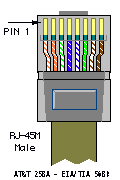 PIN 1
RJ-45M
Male
AT&T 258A - EIA/TIA 568B